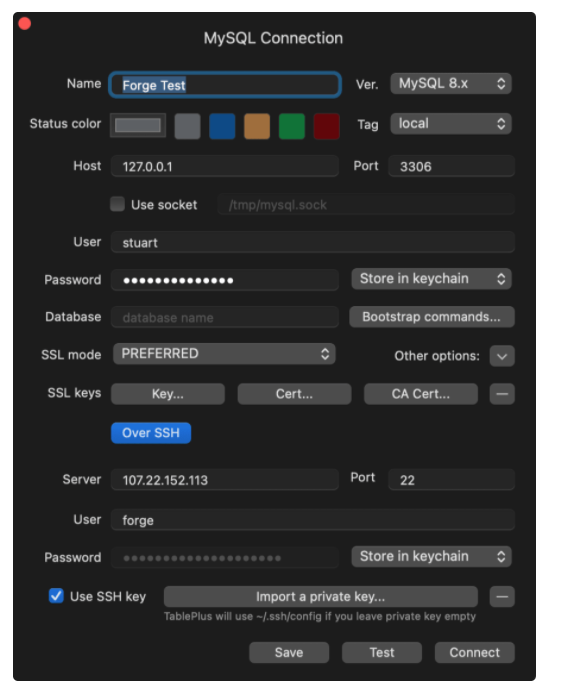 MySQL Connection
Name Forge Test Ver. MySQL 8.x
Status color Tag local
Host 127.0.0.1 Port 3306
Use socket /tmp/mysql.sock
User stuart
Password ●●●●●●●●●●●●●● Store in keychain
Database database name Bootstrap commands...
SSL mode PREFERRED Other options:
SSL keys Key... Cert... CA Cert...
Over SSH
Server 107.22.152.113 Port 22
User forge
Password ●●●●●●●●●●●●●●●●●●●● Store in keychain
Use SSH key Import a private key...
TablePlus will use ~/.ssh/config if you leave private key empty
Save Test Connect